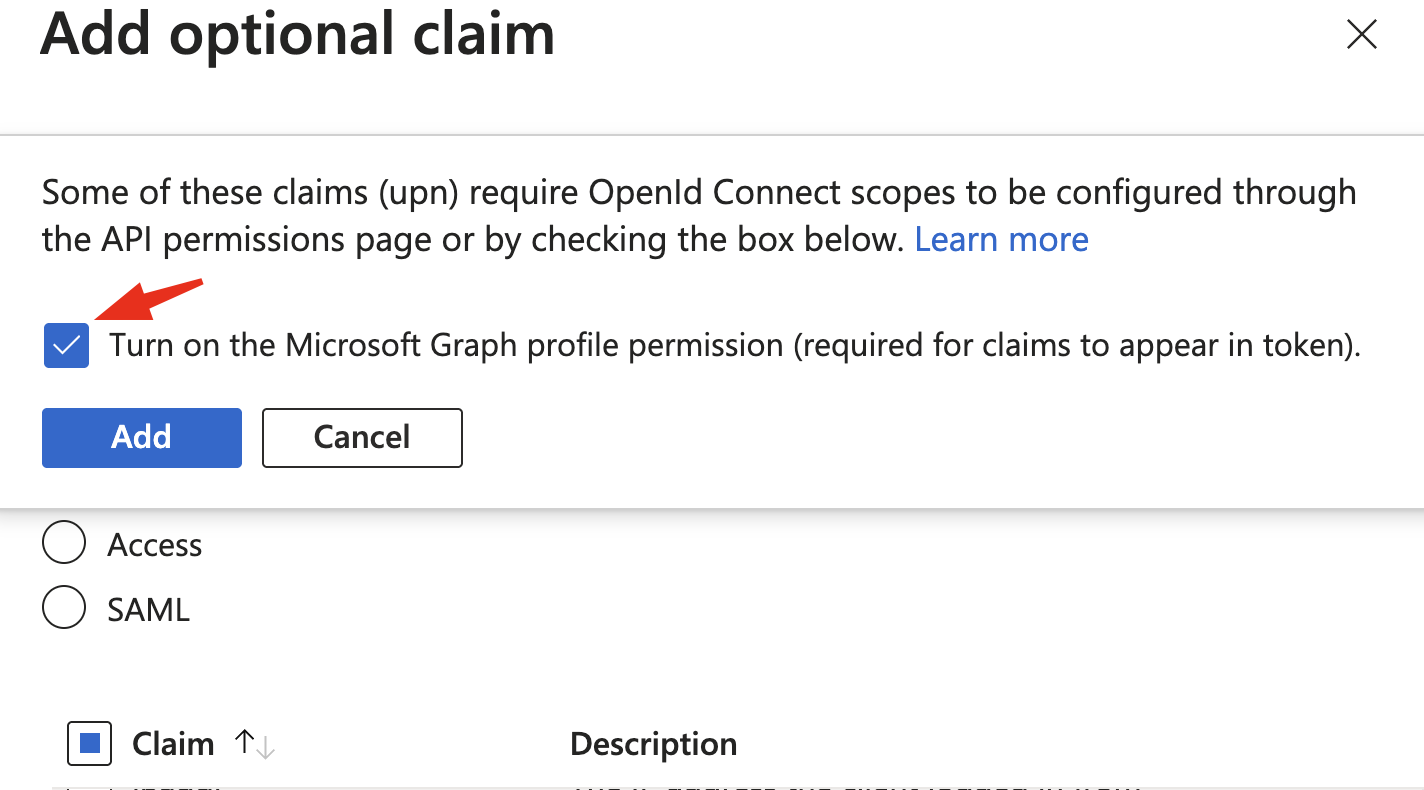 Add optional claim
Some of these claims (upn) require OpenId Connect scopes to be configured through
the API permissions page or by checking the box below. Learn more
Turn on the Microsoft Graph profile permission (required for claims to appear in token).
Add
Cancel
Access
SAML
Claim
Description